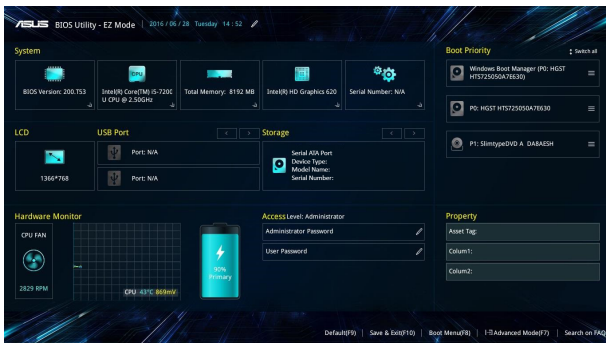 ASUS BIOS Utility - EZ Mode 2016/06/28 Tuesday 14:52
System
BIOS Version: 200.T53
CPU
Intel(R) Core(TM) i5-720C
U CPU @ 2.50GHz
Total Memory: 8192 MB
Intel(R) HD Graphics 620
Serial Number: N/A
Boot Priority
Switch all
Windows Boot Manager (P0: HGST
HTS725050A7E630)
P0: HGST HTS725050A7E630
P1: SlimtypeDVD A DA8AESH
LCD
1366*768
USB Port
Port: N/A
Port: N/A
Storage
Serial ATA Port
Device Type:
Model Name:
Serial Number:
Hardware Monitor
CPU FAN
2829 RPM
CPU 43°C 869mV
90%
Primary
Access Level: Administrator
Administrator Password
User Password
Property
Asset Tag:
Colum1:
Colum2:
Default(F9) | Save & Exit(F10) | Boot Menu(F8) | Advanced Mode(F7) | Search on FAQ